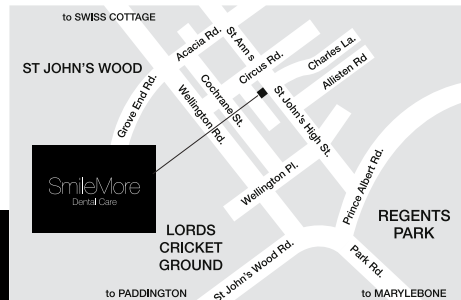 to SWISS COTTAGE
Acacia Rd.
St Ann's
Circus Rd.
Charles La.
Allisten Rd
ST JOHN'S WOOD
Grove End Rd.
Cochrane St.
Wellington Rd.
St John's High St.
SmileMore
Dental Care
Wellington Pl.
Prince Albert Rd.
LORDS
CRICKET
GROUND
REGENTS
PARK
St John's Wood Rd.
Park Rd.
to PADDINGTON
to MARYLEBONE